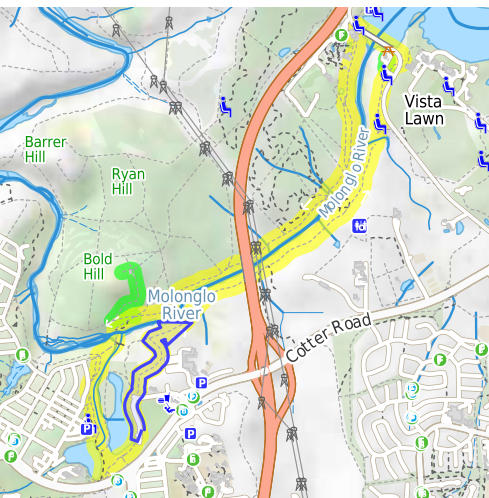 Vista
Lawn
Barrer
Hill
Ryan
Hill
Molonglo River
Bold
Hill
Molonglo
River
Cotter Road
P
P
P
P
P
P
P
P
P